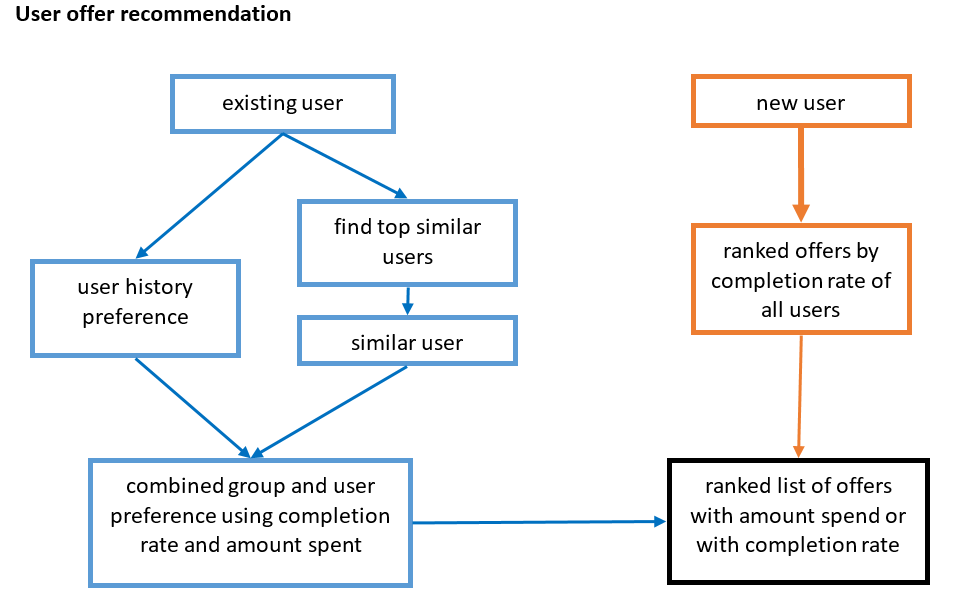 User offer recommendation
existing user
new user
find top similar
users
user history
preference
similar user
ranked offers by
completion rate of
all users
combined group and user
preference using completion
rate and amount spent
ranked list of offers
with amount spend or
with completion rate